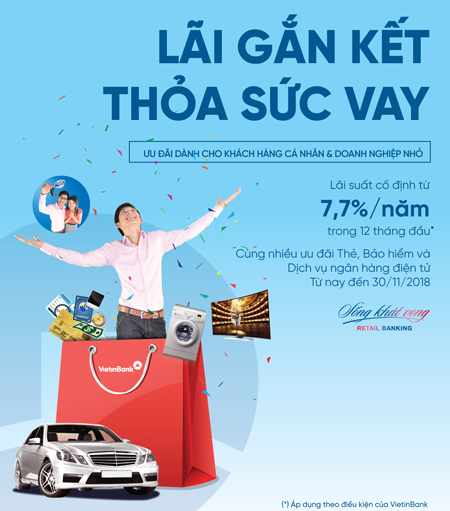 LÃI GẮN KẾT
THỎA SỨC VAY
ƯU ĐÃI DÀNH CHO KHÁCH HÀNG CÁ NHÂN & DOANH NGHIỆP NHỎ
Lãi suất cố định từ
7,7%/năm
trong 12 tháng đầu*
Cùng nhiều ưu đãi Thẻ, Bảo hiểm và
Dịch vụ ngân hàng điện tử
Từ nay đến 30/11/2018
Sống khát vọng
RETAIL BANKING
VietinBank
(*) Áp dụng theo điều kiện của VietinBank